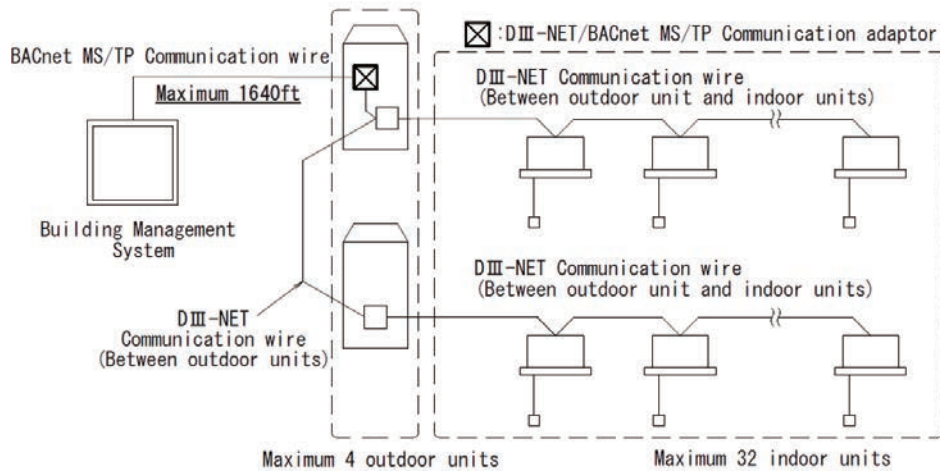 :DⅢ-NET/BACnet MS/TP Communication adaptor
BACnet MS/TP Communication wire
Maximum 1640ft
DⅢ-NET Communication wire
(Between outdoor unit and indoor units)
Building Management
System
DⅢ-NET Communication wire
(Between outdoor unit and indoor units)
DⅢ-NET
Communication wire
(Between outdoor units)
Maximum 4 outdoor units
Maximum 32 indoor units